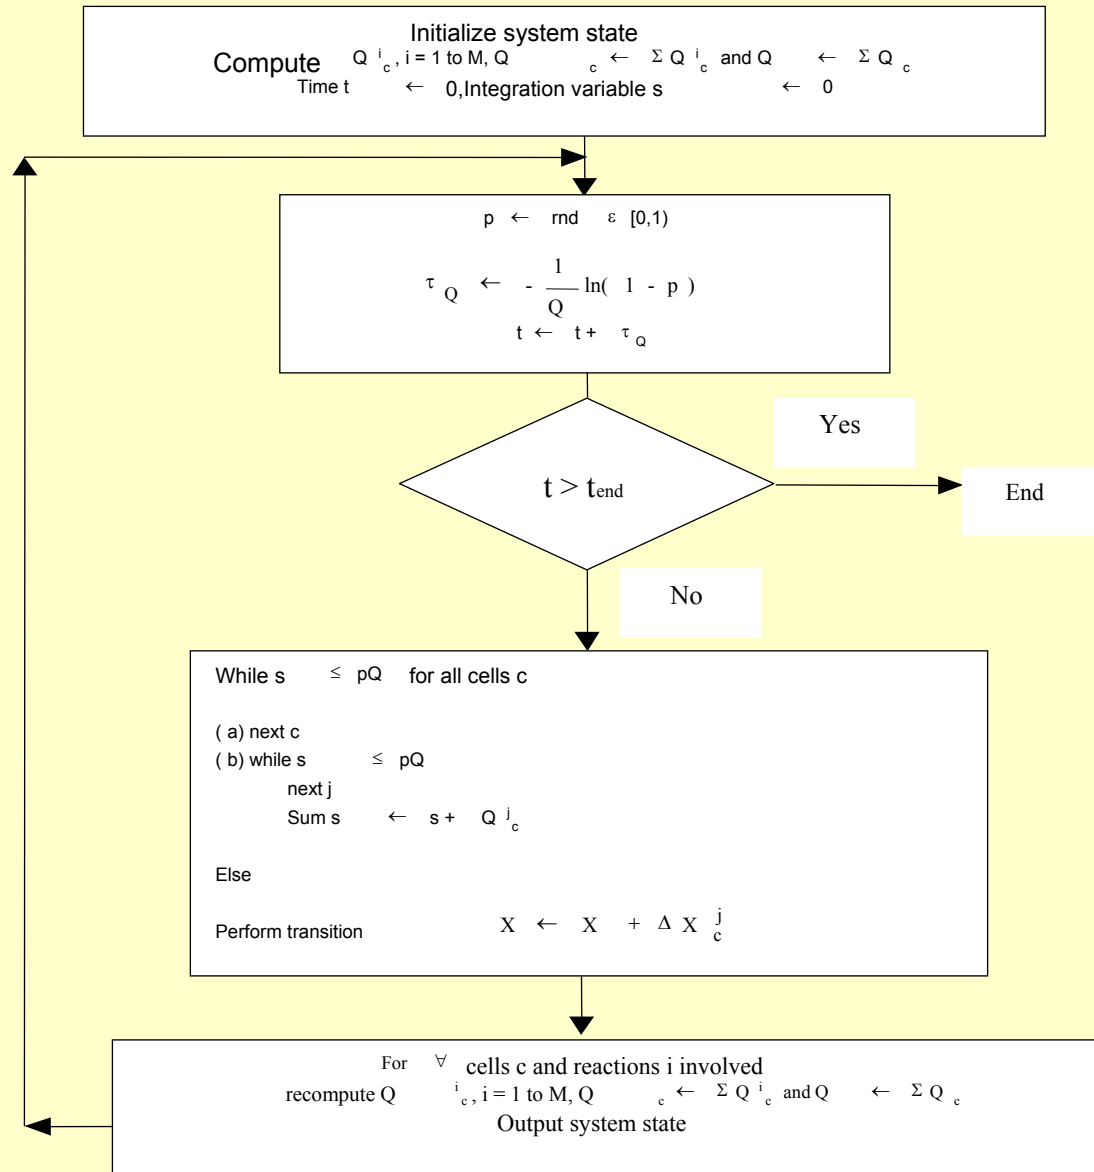 Initialize system state
Compute Q i c , i = 1 to M, Q c ← Σ Q i c and Q ← Σ Q c
Time t ← 0,Integration variable s ← 0
p ← rnd ε [0,1)
τ Q ← - 1 / Q ln( 1 - p )
t ← t + τ Q
t > tend
Yes
End
No
While s ≤ pQ for all cells c
( a) next c
( b) while s ≤ pQ
next j
Sum s ← s + Q j c
Else
Perform transition X ← X + Δ X j c
For ∀ cells c and reactions i involved
recompute Q i c , i = 1 to M, Q c ← Σ Q i c and Q ← Σ Q c
Output system state